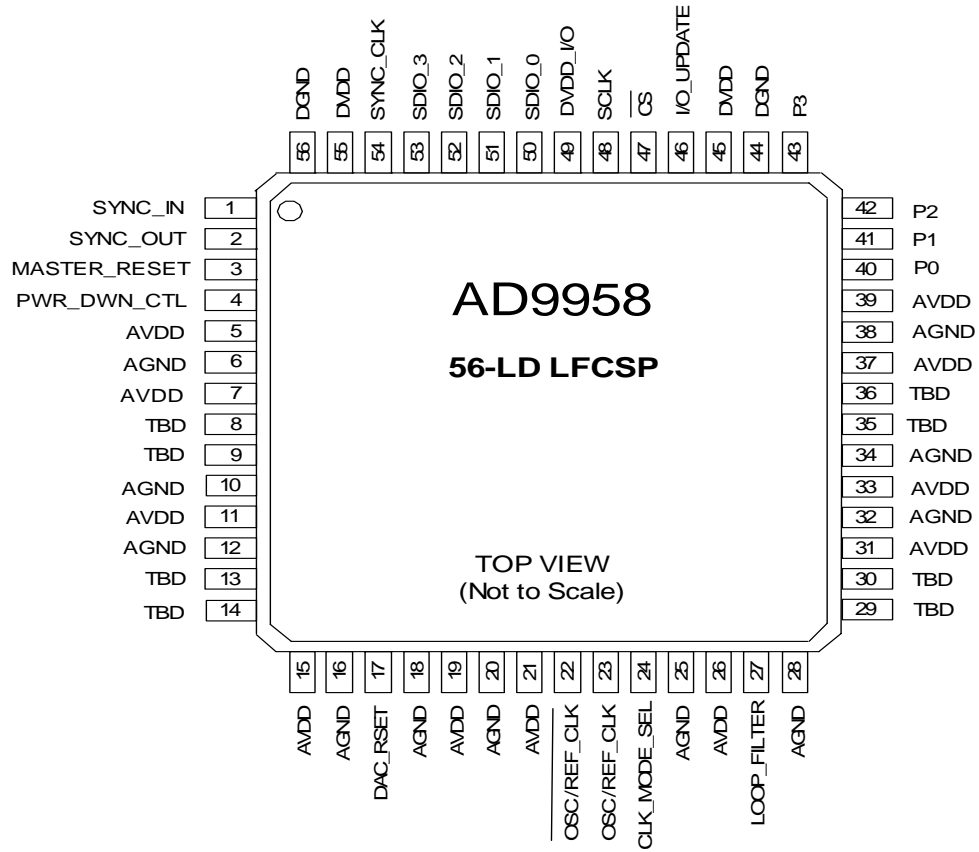 DGND
DVDD
SYNC_CLK
SDIO_3
SDIO_2
SDIO_1
SDIO_0
DVDD_I/O
SCLK
CS
I/O_UPDATE
DVDD
DGND
P3
56
55
54
53
52
51
50
49
48
47
46
45
44
43
SYNC_IN 1
SYNC_OUT 2
MASTER_RESET 3
PWR_DWN_CTL 4
AVDD 5
AGND 6
AVDD 7
TBD 8
TBD 9
AGND 10
AVDD 11
AGND 12
TBD 13
TBD 14
AD9958
56-LD LFCSP
TOP VIEW
(Not to Scale)
42 P2
41 P1
40 P0
39 AVDD
38 AGND
37 AVDD
36 TBD
35 TBD
34 AGND
33 AVDD
32 AGND
31 AVDD
30 TBD
29 TBD
15
16
17
18
19
20
21
22
23
24
25
26
27
28
AVDD
AGND
DAC_RSET
AGND
AVDD
AGND
AVDD
OSC/REF_CLK
OSC/REF_CLK
CLK_MODE_SEL
AGND
AVDD
LOOP_FILTER
AGND